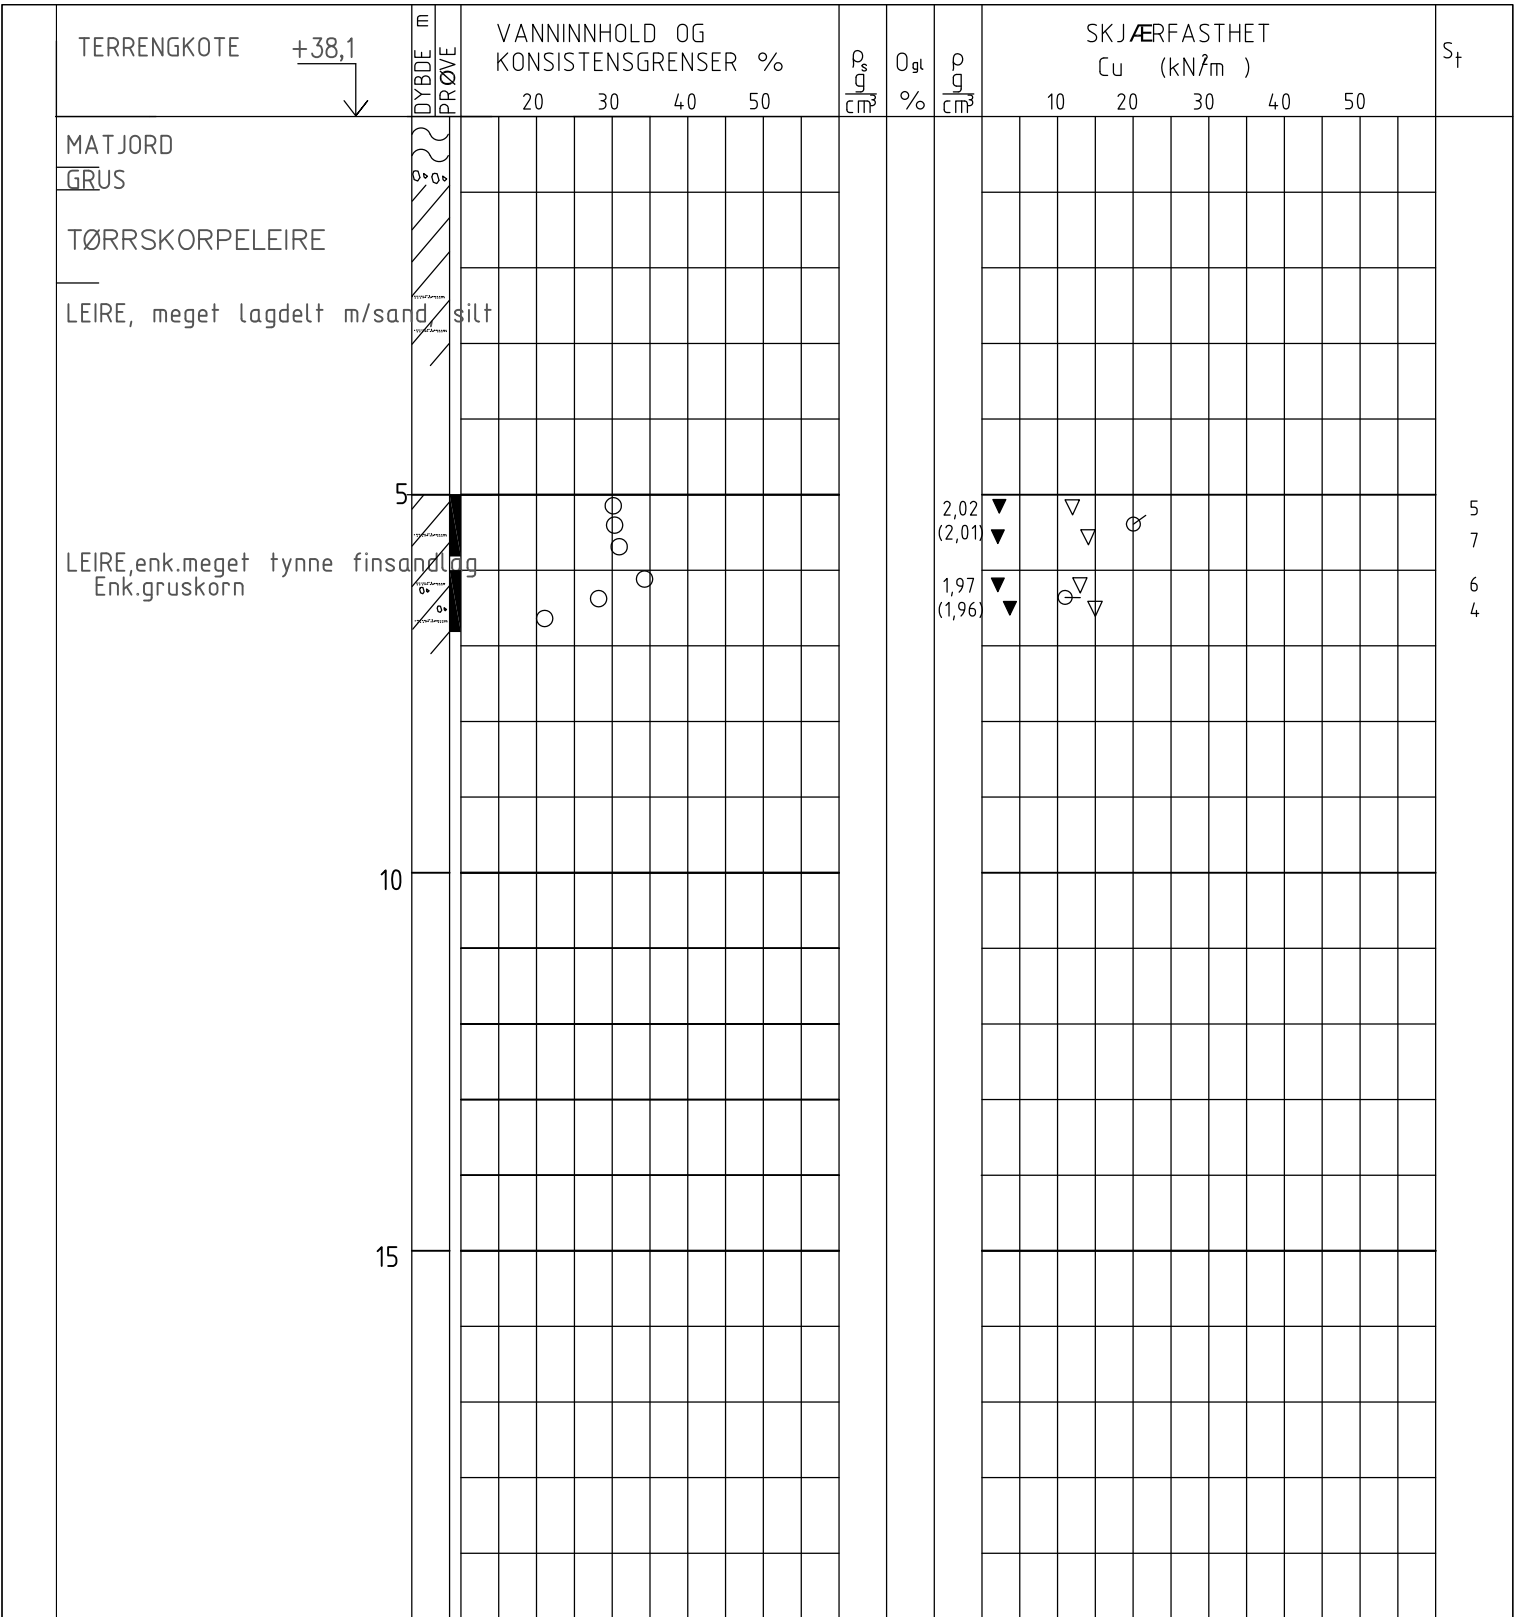 TERRENGKOTE +38,1
DYBDE m
PRØVE
VANNINNHOLD OG
KONSISTENSGRENSER %
20 30 40 50
ρs g cm³
Ogl %
ρ g cm³
SKJÆRFASTHET
Cu (kN/m²)
10 20 30 40 50
St
MATJORD
GRUS
TØRRSKORPELEIRE
LEIRE, meget lagdelt m/sand, silt
5
2,02 5
(2,01) 7
LEIRE,enk.meget tynne finsandlag
Enk.gruskorn
1,97 6
(1,96) 4
10
15